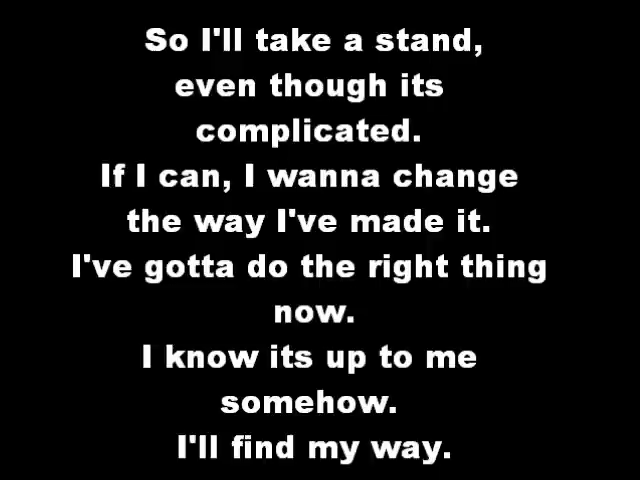 So I'll take a stand,
even though its
complicated.
If I can, I wanna change
the way I've made it.
I've gotta do the right thing
now.
I know its up to me
somehow.
I'll find my way.